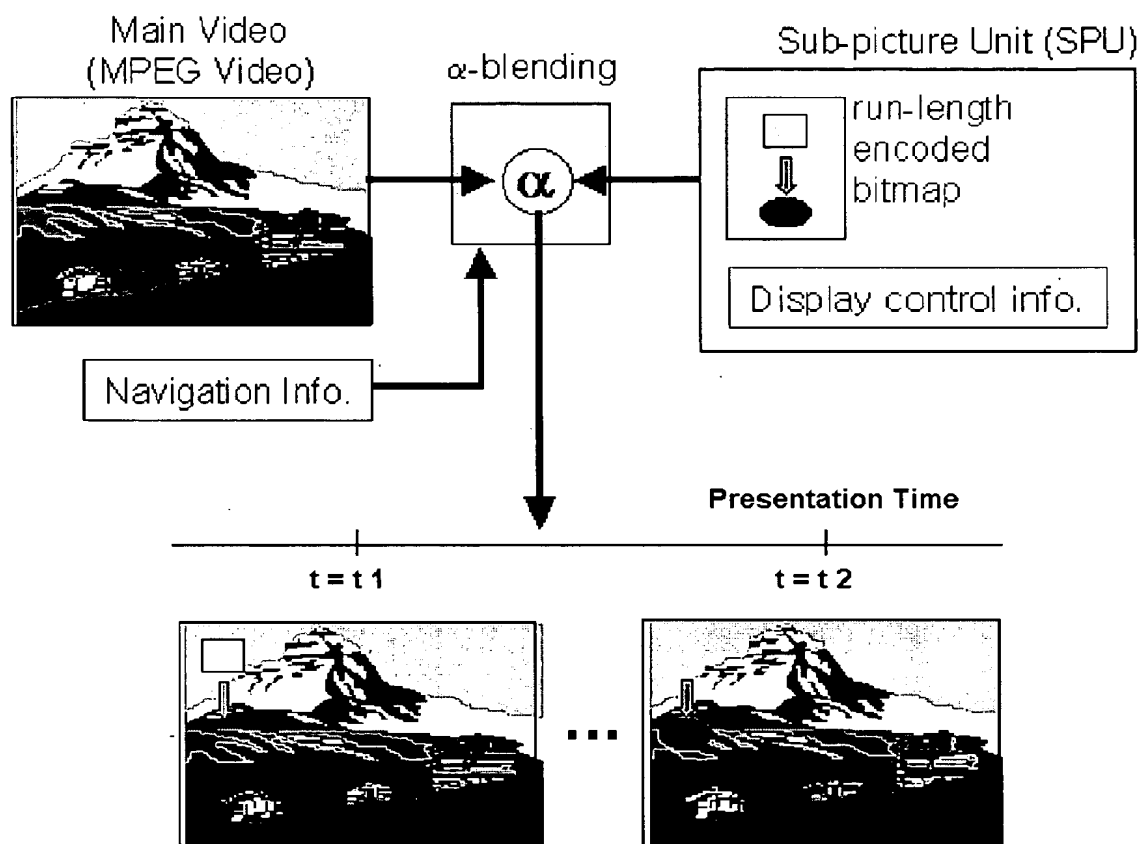 Main Video
(MPEG Video)
α-blending
Sub-picture Unit (SPU)
run-length
encoded
bitmap
α
Display control info.
Navigation Info.
Presentation Time
t = t 1
t = t 2